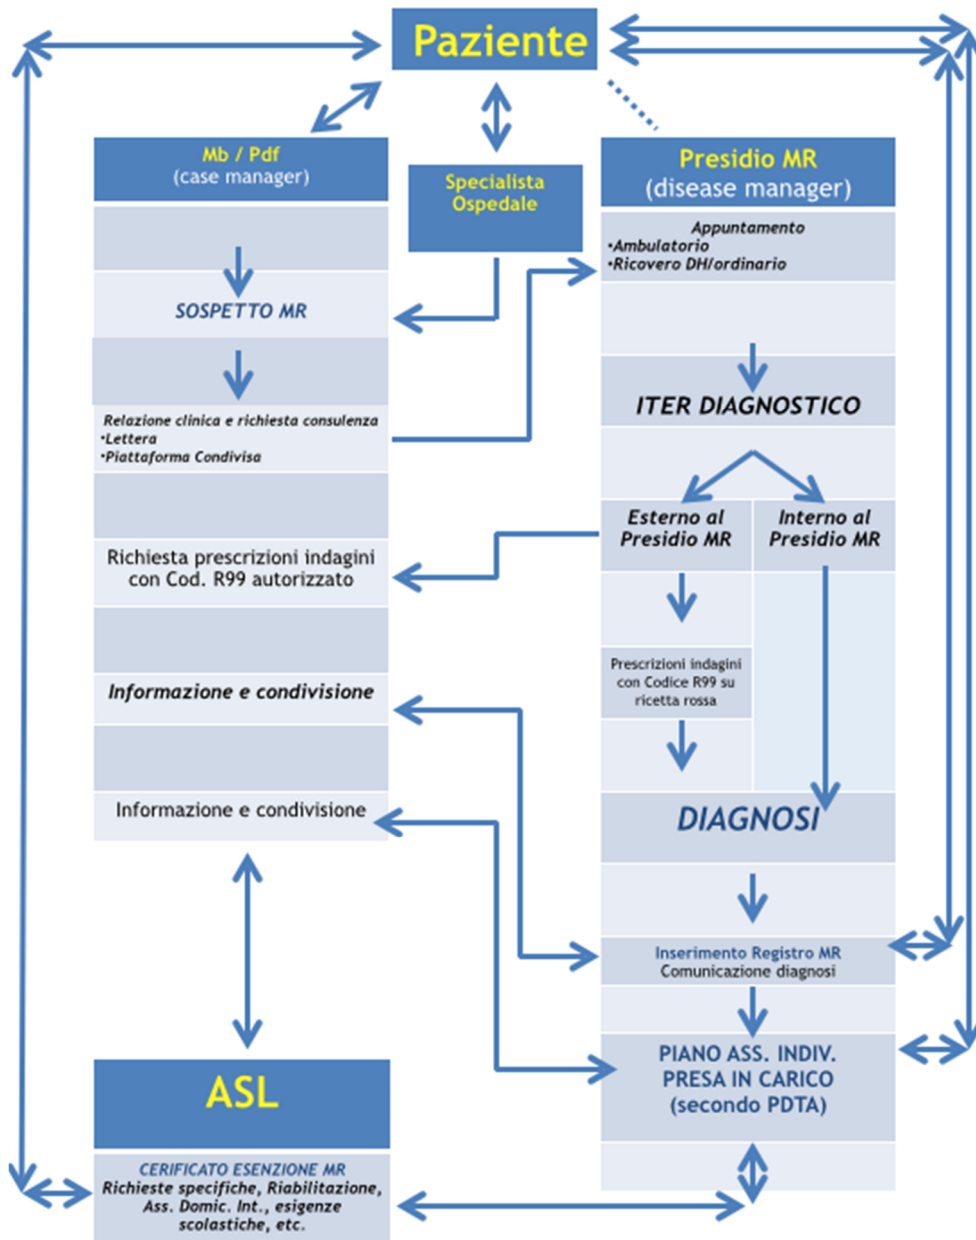 Paziente
Mb / Pdf
(case manager)
SOSPETTO MR
Relazione clinica e richiesta consulenza
•Lettera
•Piattaforma Condivisa
Richiesta prescrizioni indagini
con Cod. R99 autorizzato
Informazione e condivisione
Informazione e condivisione
ASL
CERIFICATO ESENZIONE MR
Richieste specifiche, Riabilitazione,
Ass. Domic. Int., esigenze
scolastiche, etc.
Specialista
Ospedale
Presidio MR
(disease manager)
Appuntamento
•Ambulatorio
•Ricovero DH/ordinario
ITER DIAGNOSTICO
Esterno al
Presidio MR
Interno al
Presidio MR
Prescrizioni indagini
con Codice R99 su
ricetta rossa
DIAGNOSI
Inserimento Registro MR
Comunicazione diagnosi
PIANO ASS. INDIV.
PRESA IN CARICO
(secondo PDTA)